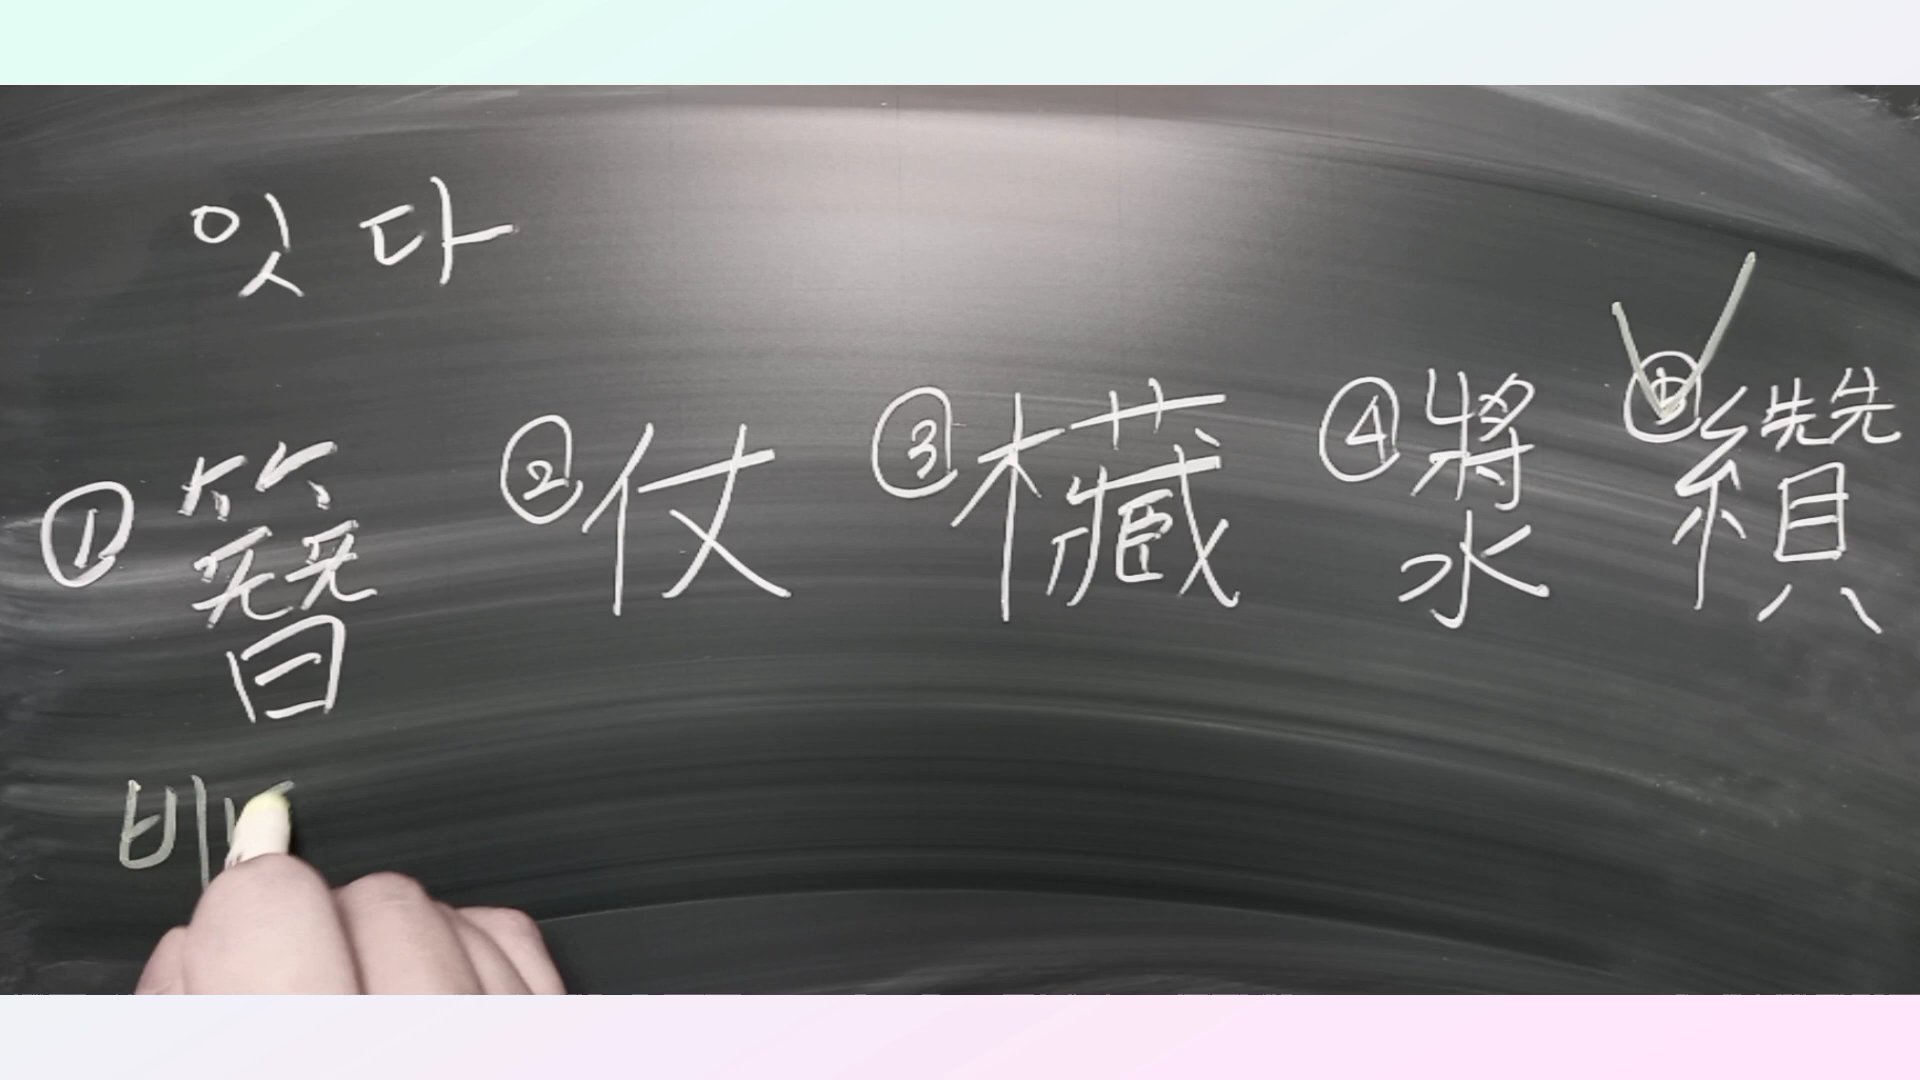 잇다
① 簪 ② 仗 ③ 欌 ④ 漿 ⑤ 纘
비